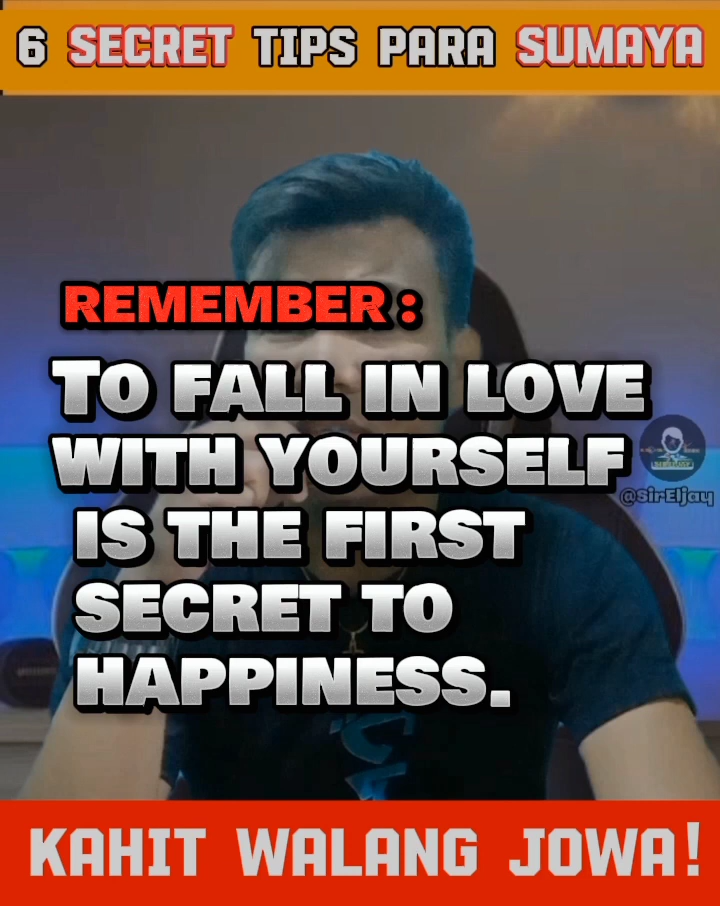 6 SECRET TIPS PARA SUMAYA
REMEMBER:
TO FALL IN LOVE
WITH YOURSELF
IS THE FIRST
SECRET TO
HAPPINESS.
@SirEljay
KAHIT WALANG JOWA!